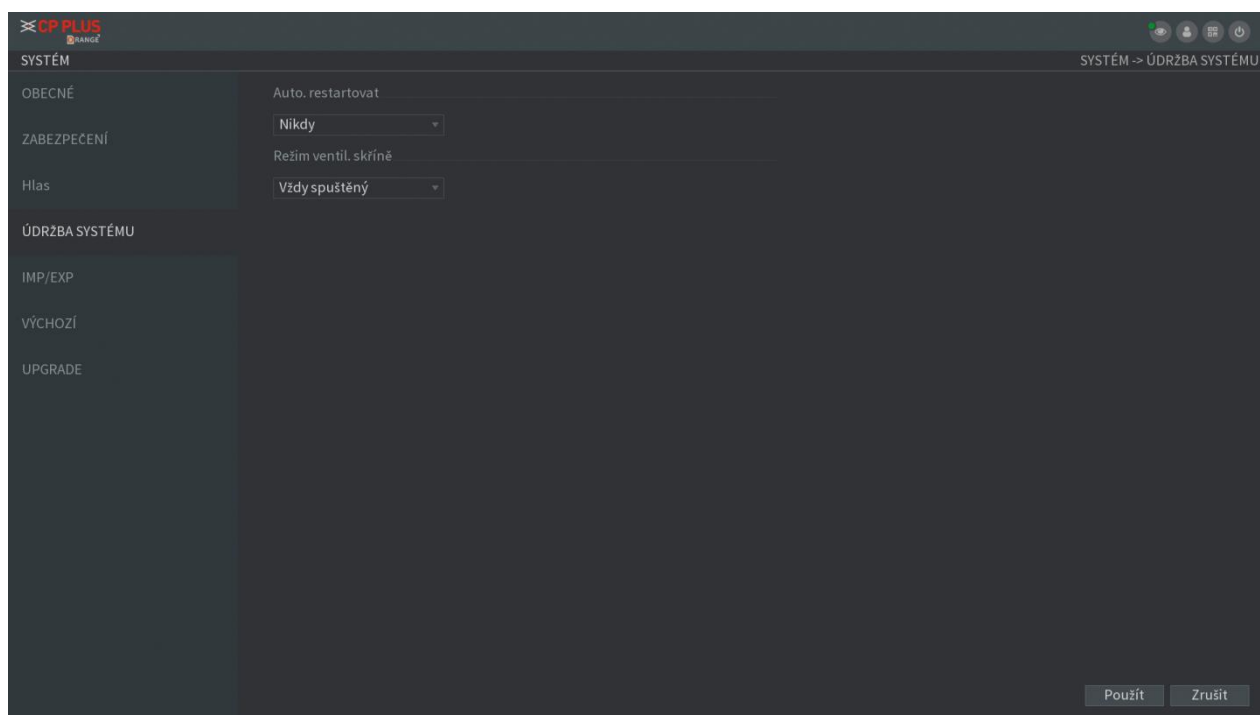 CP PLUS
ORANGE
SYSTÉM
SYSTÉM -> ÚDRŽBA SYSTÉMU
OBECNÉ
ZABEZPEČENÍ
Hlas
ÚDRŽBA SYSTÉMU
IMP/EXP
VÝCHOZÍ
UPGRADE
Auto. restartovat
Nikdy
Režim ventil. skříně
Vždy spuštěný
Použít
Zrušit